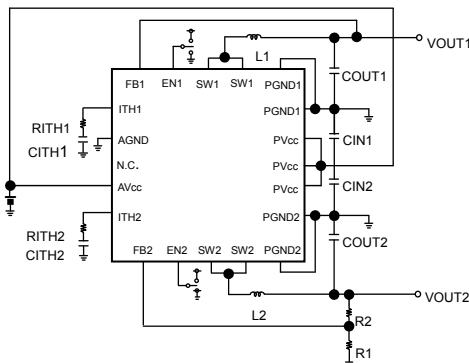 L1
VOUT1
FB1 EN1 SW1 SW1 PGND1
COUT1
ITH1
PGND1
RITH1
CITH1
AGND
PVcc
CIN1
N.C.
PVcc
AVcc
PVcc
CIN2
ITH2
PGND2
RITH2
CITH2
FB2 EN2 SW2 SW2 PGND2
COUT2
VOUT2
L2
R2
R1